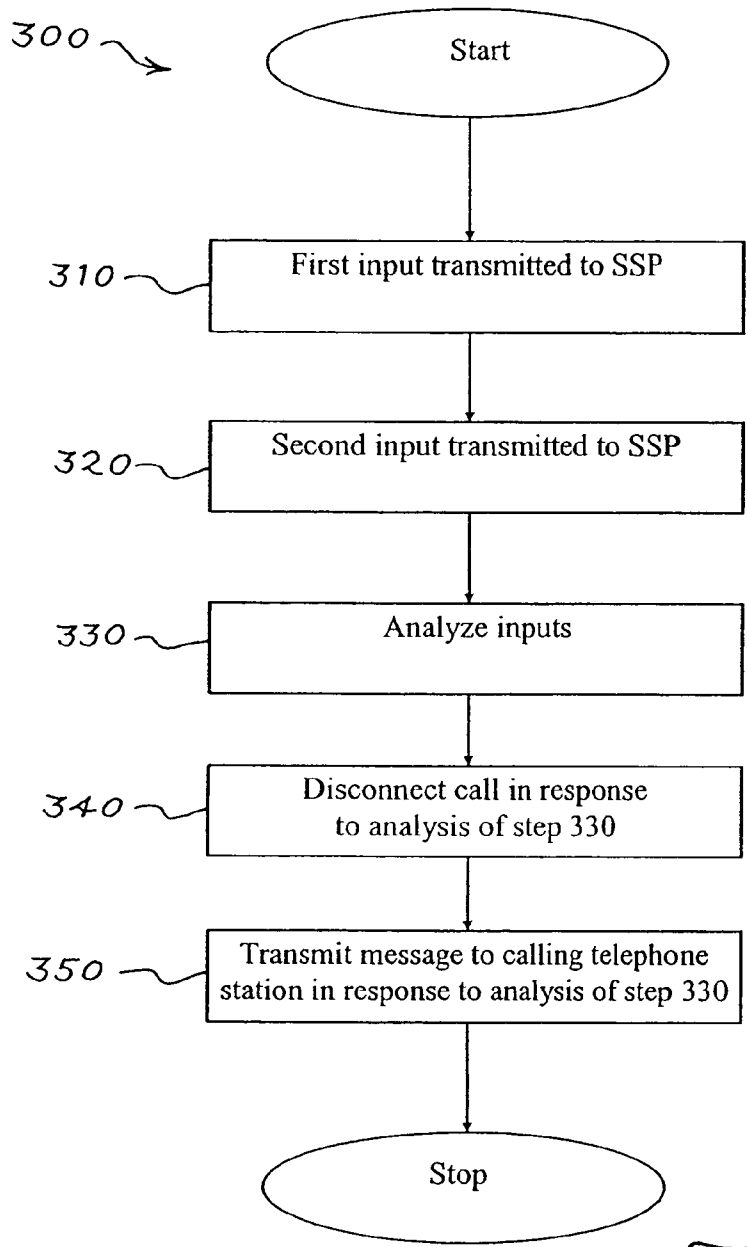 300
Start
310
First input transmitted to SSP
320
Second input transmitted to SSP
330
Analyze inputs
340
Disconnect call in response
to analysis of step 330
350
Transmit message to calling telephone
station in response to analysis of step 330
Stop